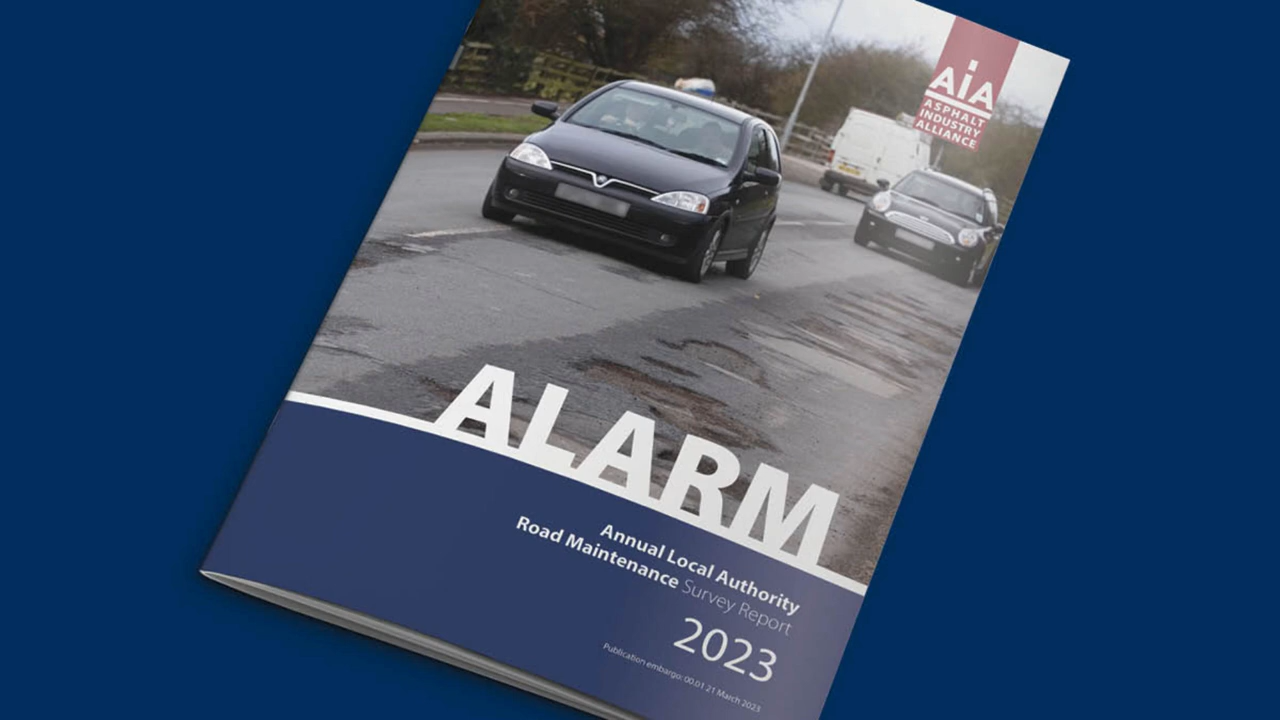 AiA
ASPHALT
INDUSTRY
ALLIANCE
ALARM
Annual Local Authority
Road Maintenance Survey Report
2023
Publication embargo: 00.01 21 March 2023